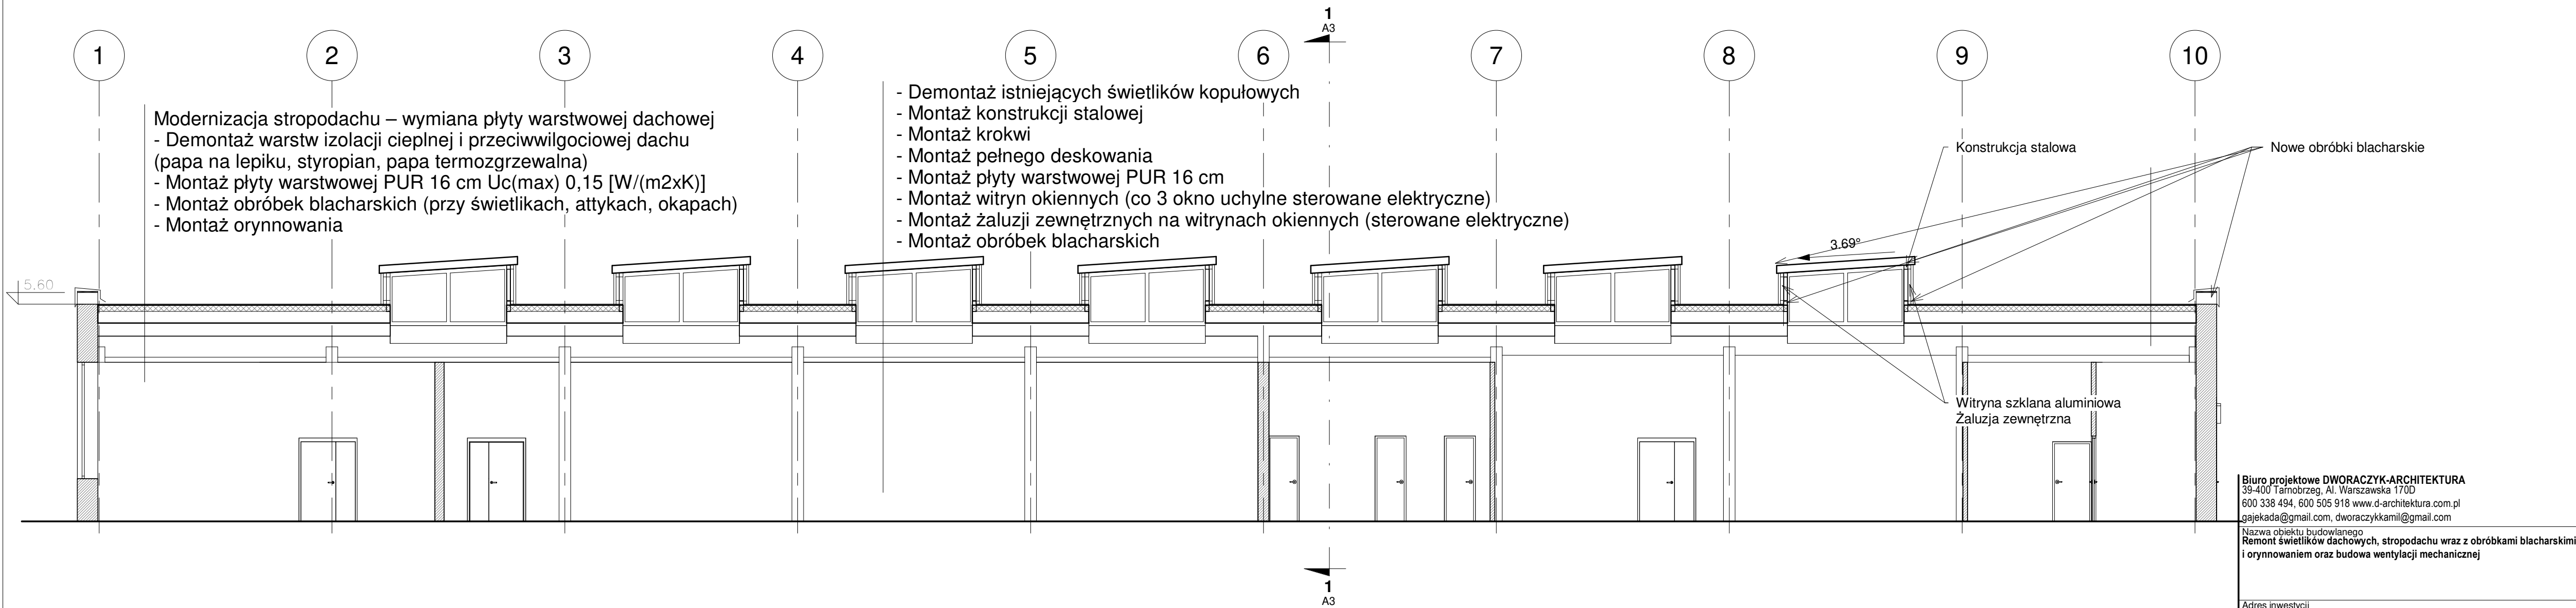 1
A3
1
2
3
4
5
6
7
8
9
10
Modernizacja stropodachu – wymiana płyty warstwowej dachowej
- Demontaż warstw izolacji cieplnej i przeciwwilgociowej dachu
(papa na lepiku, styropian, papa termozgrzewalna)
- Montaż płyty warstwowej PUR 16 cm Uc(max) 0,15 [W/(m2xK)]
- Montaż obróbek blacharskich (przy świetlikach, attykach, okapach)
- Montaż orynnowania
- Demontaż istniejących świetlików kopułowych
- Montaż konstrukcji stalowej
- Montaż krokwi
- Montaż pełnego deskowania
- Montaż płyty warstwowej PUR 16 cm
- Montaż witryn okiennych (co 3 okno uchylne sterowane elektryczne)
- Montaż żaluzji zewnętrznych na witrynach okiennych (sterowane elektryczne)
- Montaż obróbek blacharskich
Konstrukcja stalowa
Nowe obróbki blacharskie
3.69°
5.60
Witryna szklana aluminiowa
Żaluzja zewnętrzna
1
A3
Biuro projektowe DWORACZYK-ARCHITEKTURA
39-400 Tarnobrzeg, Al. Warszawska 170D
600 338 494, 600 505 918 www.d-architektura.com.pl
gajekada@gmail.com, dworaczykkamil@gmail.com
Nazwa obiektu budowlanego
Remont świetlików dachowych, stropodachu wraz z obróbkami blacharskimi
i orynnowaniem oraz budowa wentylacji mechanicznej
Adres inwestycji